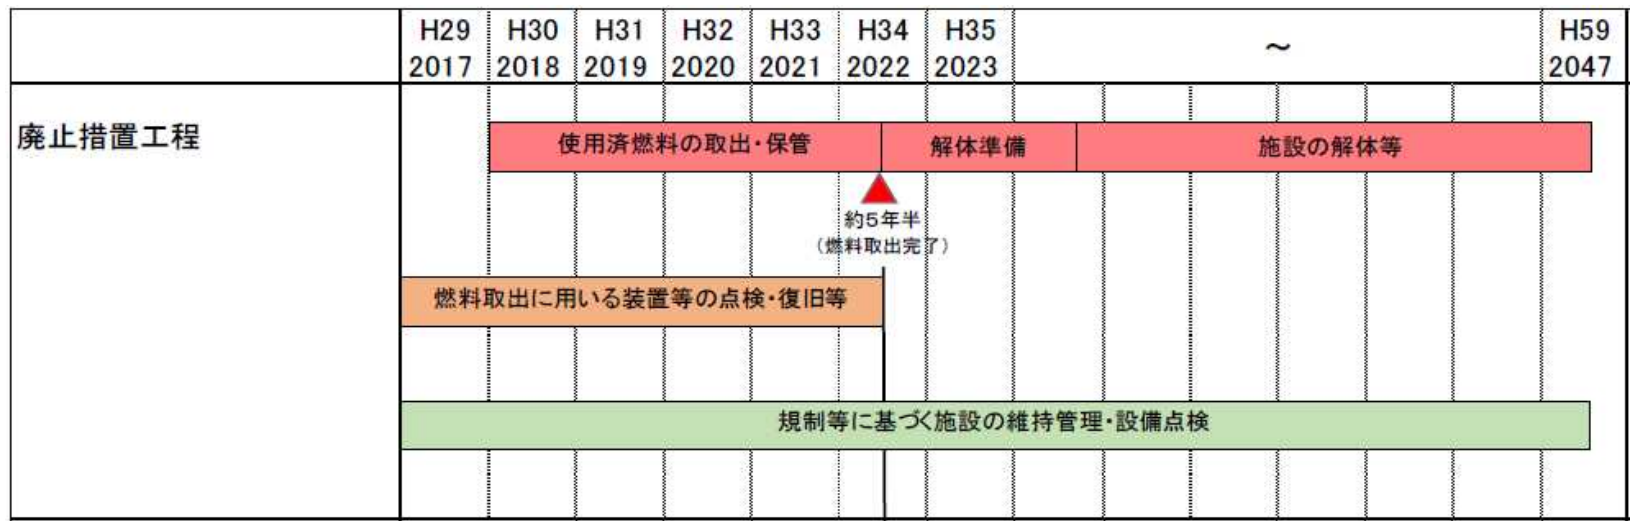 H29 H30 H31 H32 H33 H34 H35 ～ H59
2017 2018 2019 2020 2021 2022 2023 2047
廃止措置工程
使用済燃料の取出・保管 解体準備 施設の解体等
約5年半
（燃料取出完了）
燃料取出に用いる装置等の点検・復旧等
規制等に基づく施設の維持管理・設備点検